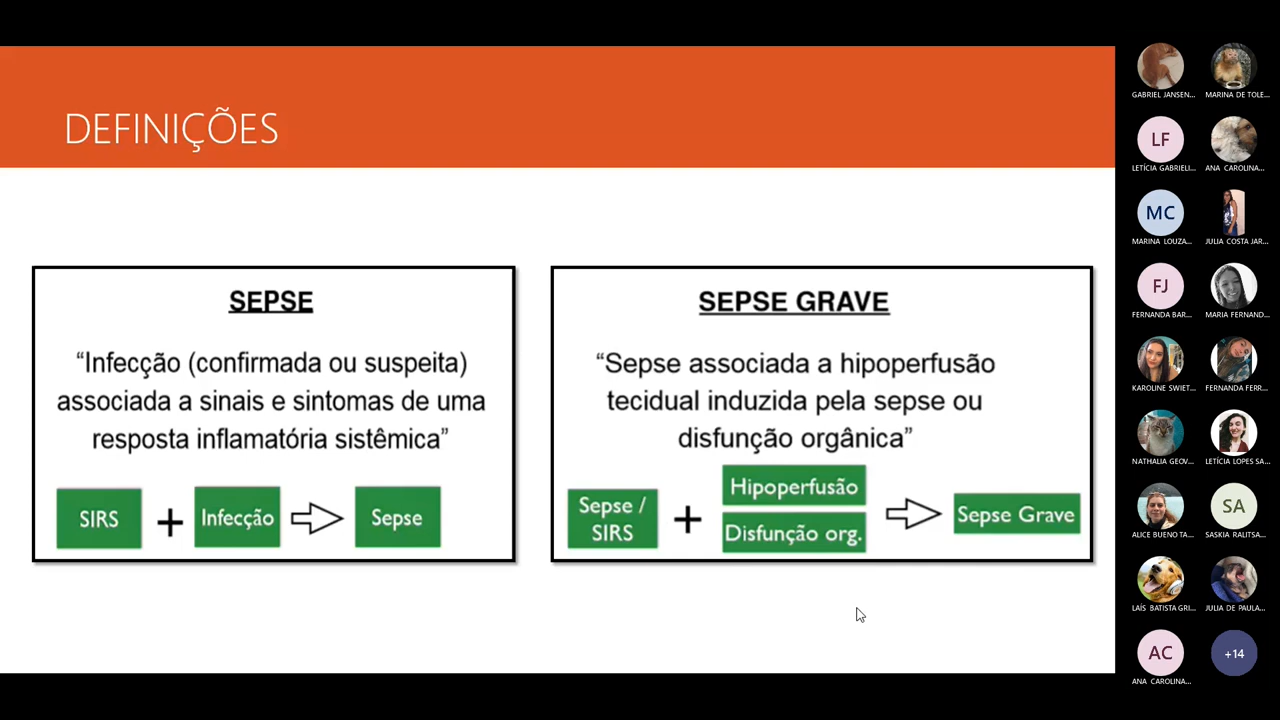 DEFINIÇÕES
SEPSE
“Infecção (confirmada ou suspeita)
associada a sinais e sintomas de uma
resposta inflamatória sistêmica”
SIRS + Infecção Sepse
SEPSE GRAVE
“Sepse associada a hipoperfusão
tecidual induzida pela sepse ou
disfunção orgânica”
Sepse /
SIRS
+
Hipoperfusão
Disfunção org.
Sepse Grave
GABRIEL JANSEN...
MARINA DE TOLE...
LF
LETÍCIA GABRIELI...
ANA CAROLINA...
MC
MARINA LOUZA...
JULIA COSTA JAR...
FJ
FERNANDA BAR...
MARIA FERNAND...
KAROLINE SWIET...
FERNANDA FERR...
NATHALIA GEOV...
LETÍCIA LOPES SA...
SA
ALICE BUENO TA...
SASKIA RALITSA...
LAÍS BATISTA GRI...
JULIA DE PAULA...
AC
+14
ANA CAROLINA...